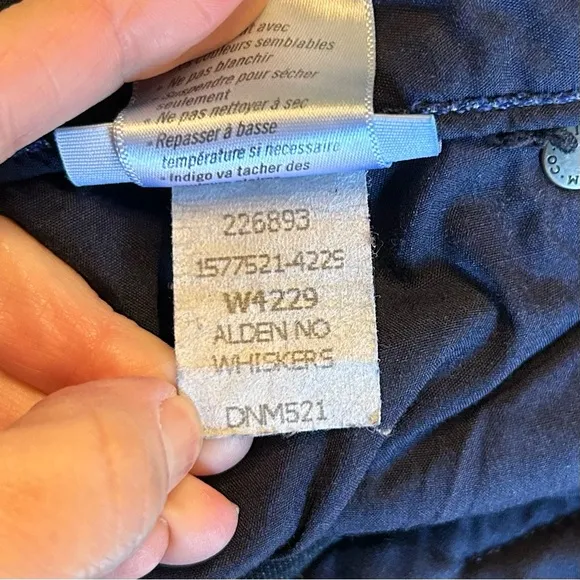 avec
couleurs semblables
• Ne pas blanchir
• Suspendre pour sécher
seulement
• Ne pas nettoyer à sec
• Repasser à basse
température si nécessaire
• Indigo va tacher des
226893
1577521-4229
W4229
ALDEN NO
WHISKERS
DNM521
M. CO.